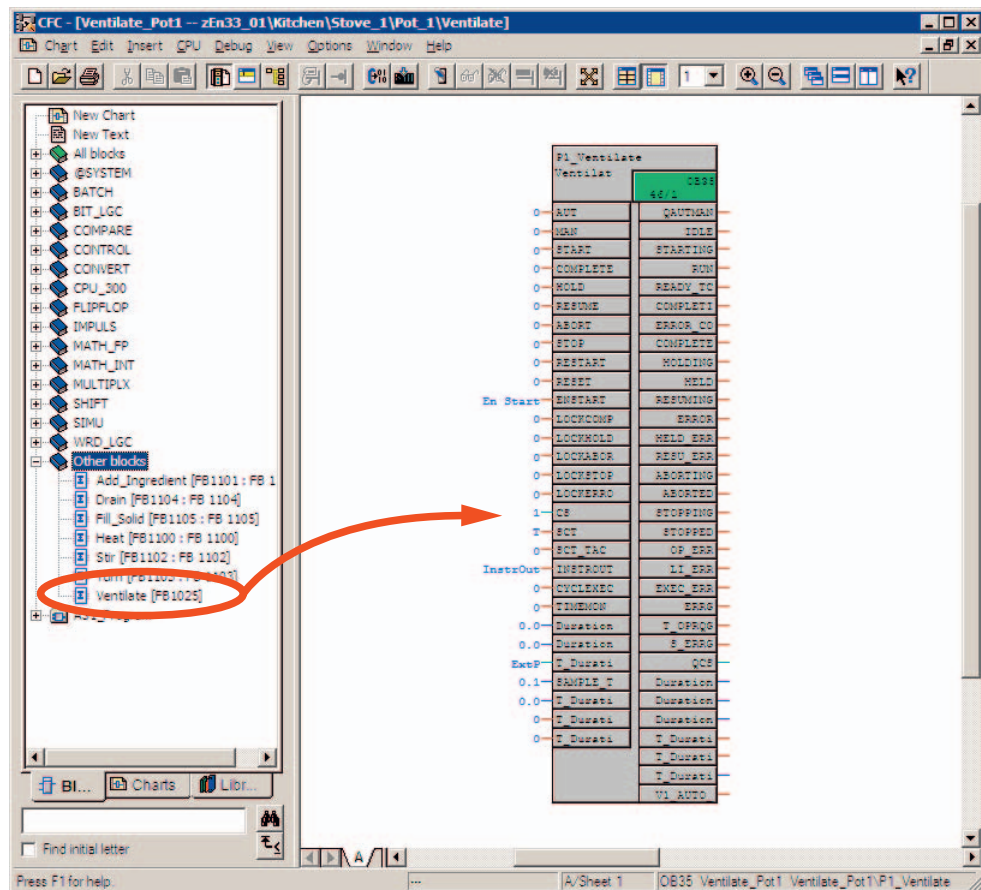 CFC - [Ventilate_Pot1 -- zEn33_01\Kitchen\Stove_1\Pot_1\Ventilate]
Chart Edit Insert CPU Debug View Options Window Help
1
New Chart
New Text
All blocks
@SYSTEM
BATCH
BIT_LGC
COMPARE
CONTROL
CONVERT
CPU_300
FLIPFLOP
IMPULS
MATH_FP
MATH_INT
MULTIPLX
SHIFT
SIMU
WRD_LGC
Other blocks
Add_Ingredient [FB1101 : FB 1
Drain [FB1104 : FB 1104]
Fill_Solid [FB1105 : FB 1105]
Heat [FB1100 : FB 1100]
Stir [FB1102 : FB 1102]
Turn [FB1103 : FB 1103]
Ventilate [FB1025]
Bl... Charts Libr...
Find initial letter
P1_Ventilate
Ventilat
OB35
46/1
0 AUT QAUTMAN
0 MAN IDLE
0 START STARTING
0 COMPLETE RUN
0 HOLD READY_TC
0 RESUME COMPLETI
0 ABORT ERROR_CO
0 STOP COMPLETE
0 RESTART HOLDING
0 RESET HELD
En Start ENSTART RESUMING
0 LOCKCOMP ERROR
0 LOCKHOLD HELD_ERR
0 LOCKABOR RESU_ERR
0 LOCKSTOP ABORTING
0 LOCKERRO ABORTED
1 CS STOPPING
T SCT STOPPED
0 SCT_TAC OP_ERR
InstrOut INSTROUT LI_ERR
0 CYCLEXEC EXEC_ERR
0 TIMEMON ERRG
0.0 Duration T_OPRQG
0.0 Duration S_ERRG
ExtP T_Durati QCS
0.1 SAMPLE_T Duration
0.0 T_Durati Duration
0 T_Durati Duration
0 T_Durati T_Durati
T_Durati
T_Durati
V1_AUTO_
A
Press F1 for help. --- A/Sheet 1 OB35 Ventilate_Pot1 Ventilate_Pot1\P1_Ventilate